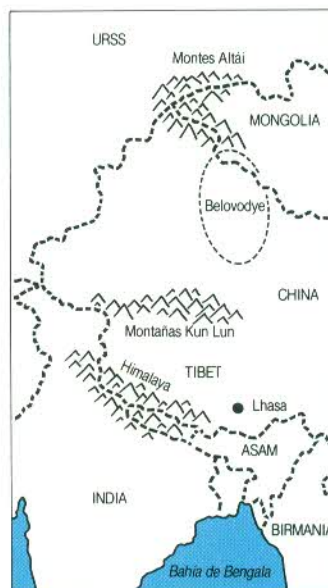 URSS
Montes Altái
MONGOLIA
Belovodye
CHINA
Montañas Kun Lun
Himalaya
TIBET
Lhasa
ASAM
INDIA
BIRMANIA
Bahía de Bengala